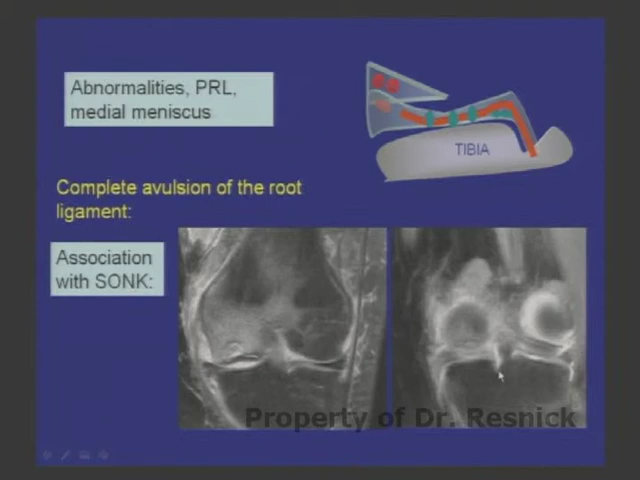 Abnormalities, PRL,
medial meniscus
TIBIA
Complete avulsion of the root
ligament:
Association
with SONK:
Property of Dr. Resnick